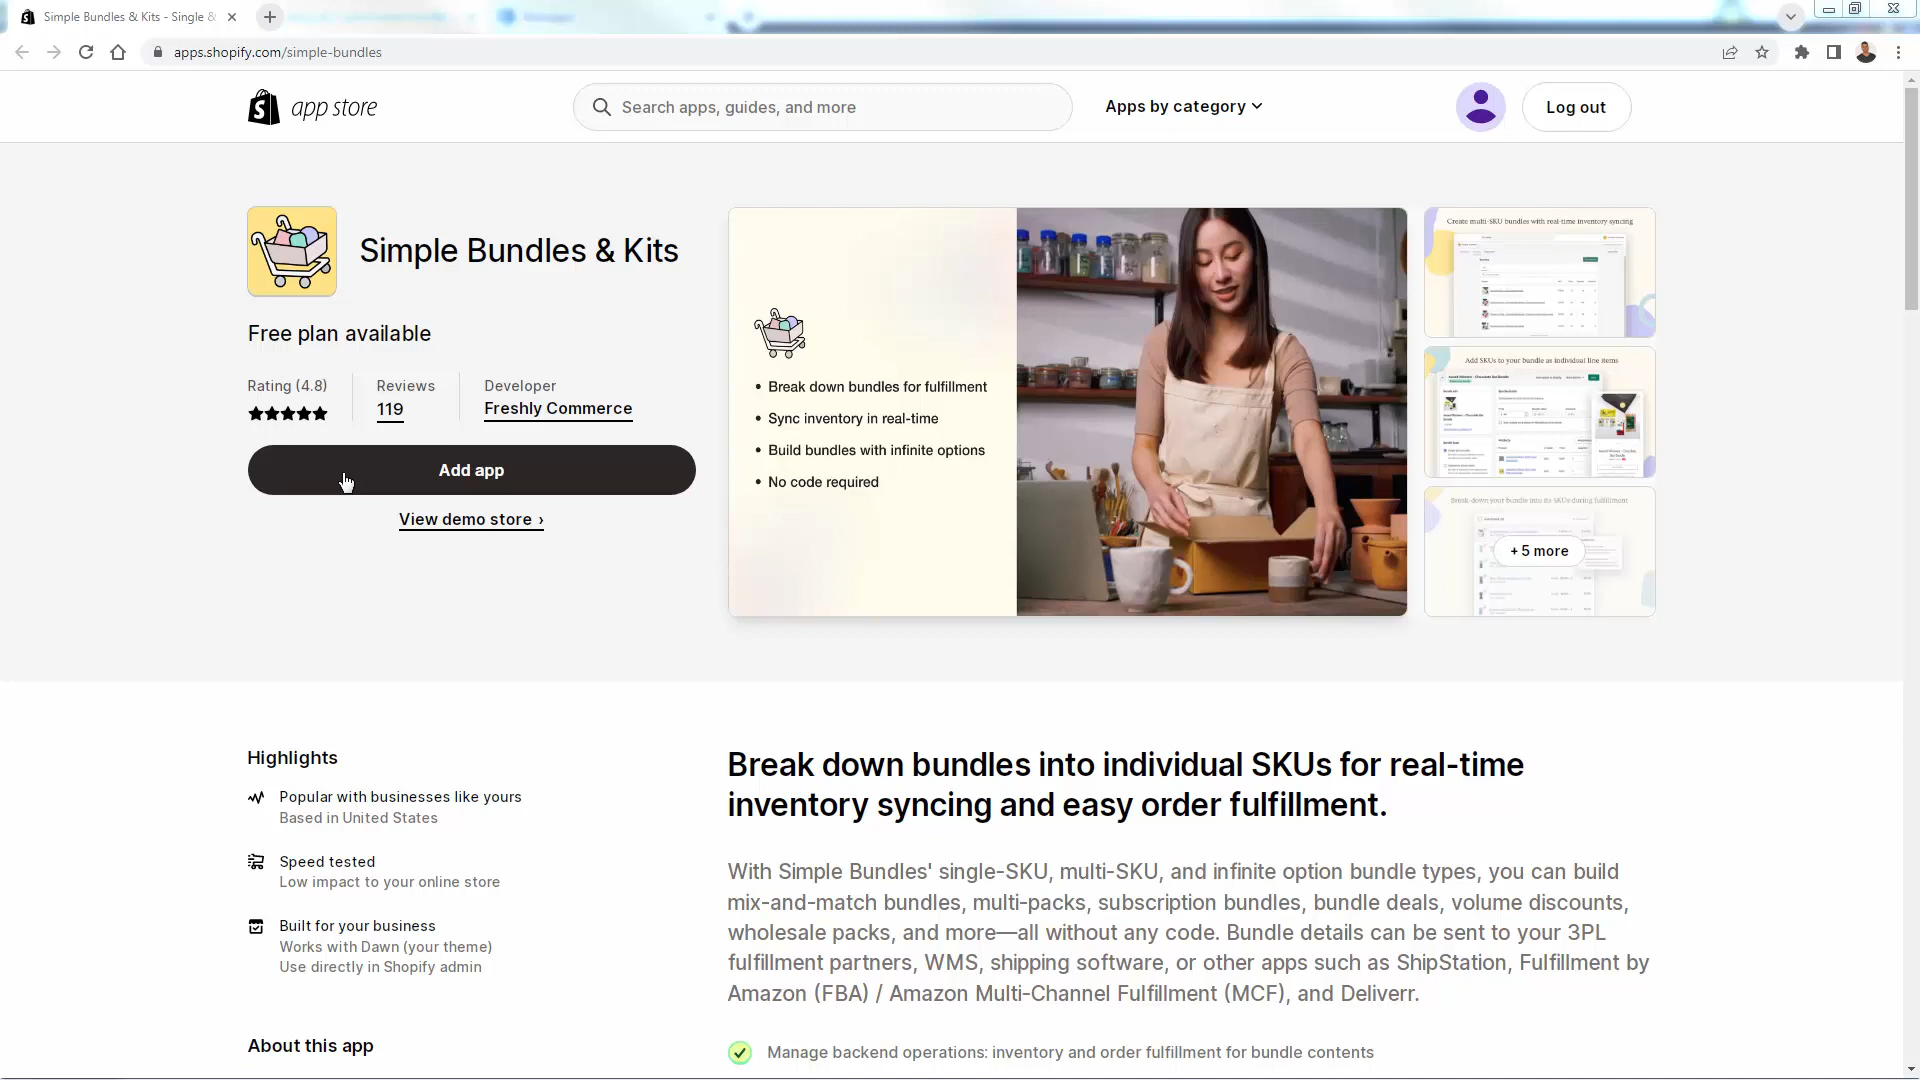 Simple Bundles & Kits - Single &
apps.shopify.com/simple-bundles
app store
Search apps, guides, and more
Apps by category
Log out
Simple Bundles & Kits
Free plan available
Rating (4.8)
Reviews
119
Developer
Freshly Commerce
Add app
View demo store ›
• Break down bundles for fulfillment
• Sync inventory in real-time
• Build bundles with infinite options
• No code required
Create multi-SKU bundles with real-time inventory syncing
Add SKUs to your bundle as individual line items
Break-down your bundle into its SKUs during fulfillment
+ 5 more
Highlights
Popular with businesses like yours
Based in United States
Speed tested
Low impact to your online store
Built for your business
Works with Dawn (your theme)
Use directly in Shopify admin
About this app
Break down bundles into individual SKUs for real-time
inventory syncing and easy order fulfillment.
With Simple Bundles' single-SKU, multi-SKU, and infinite option bundle types, you can build
mix-and-match bundles, multi-packs, subscription bundles, bundle deals, volume discounts,
wholesale packs, and more—all without any code. Bundle details can be sent to your 3PL
fulfillment partners, WMS, shipping software, or other apps such as ShipStation, Fulfillment by
Amazon (FBA) / Amazon Multi-Channel Fulfillment (MCF), and Deliverr.
Manage backend operations: inventory and order fulfillment for bundle contents